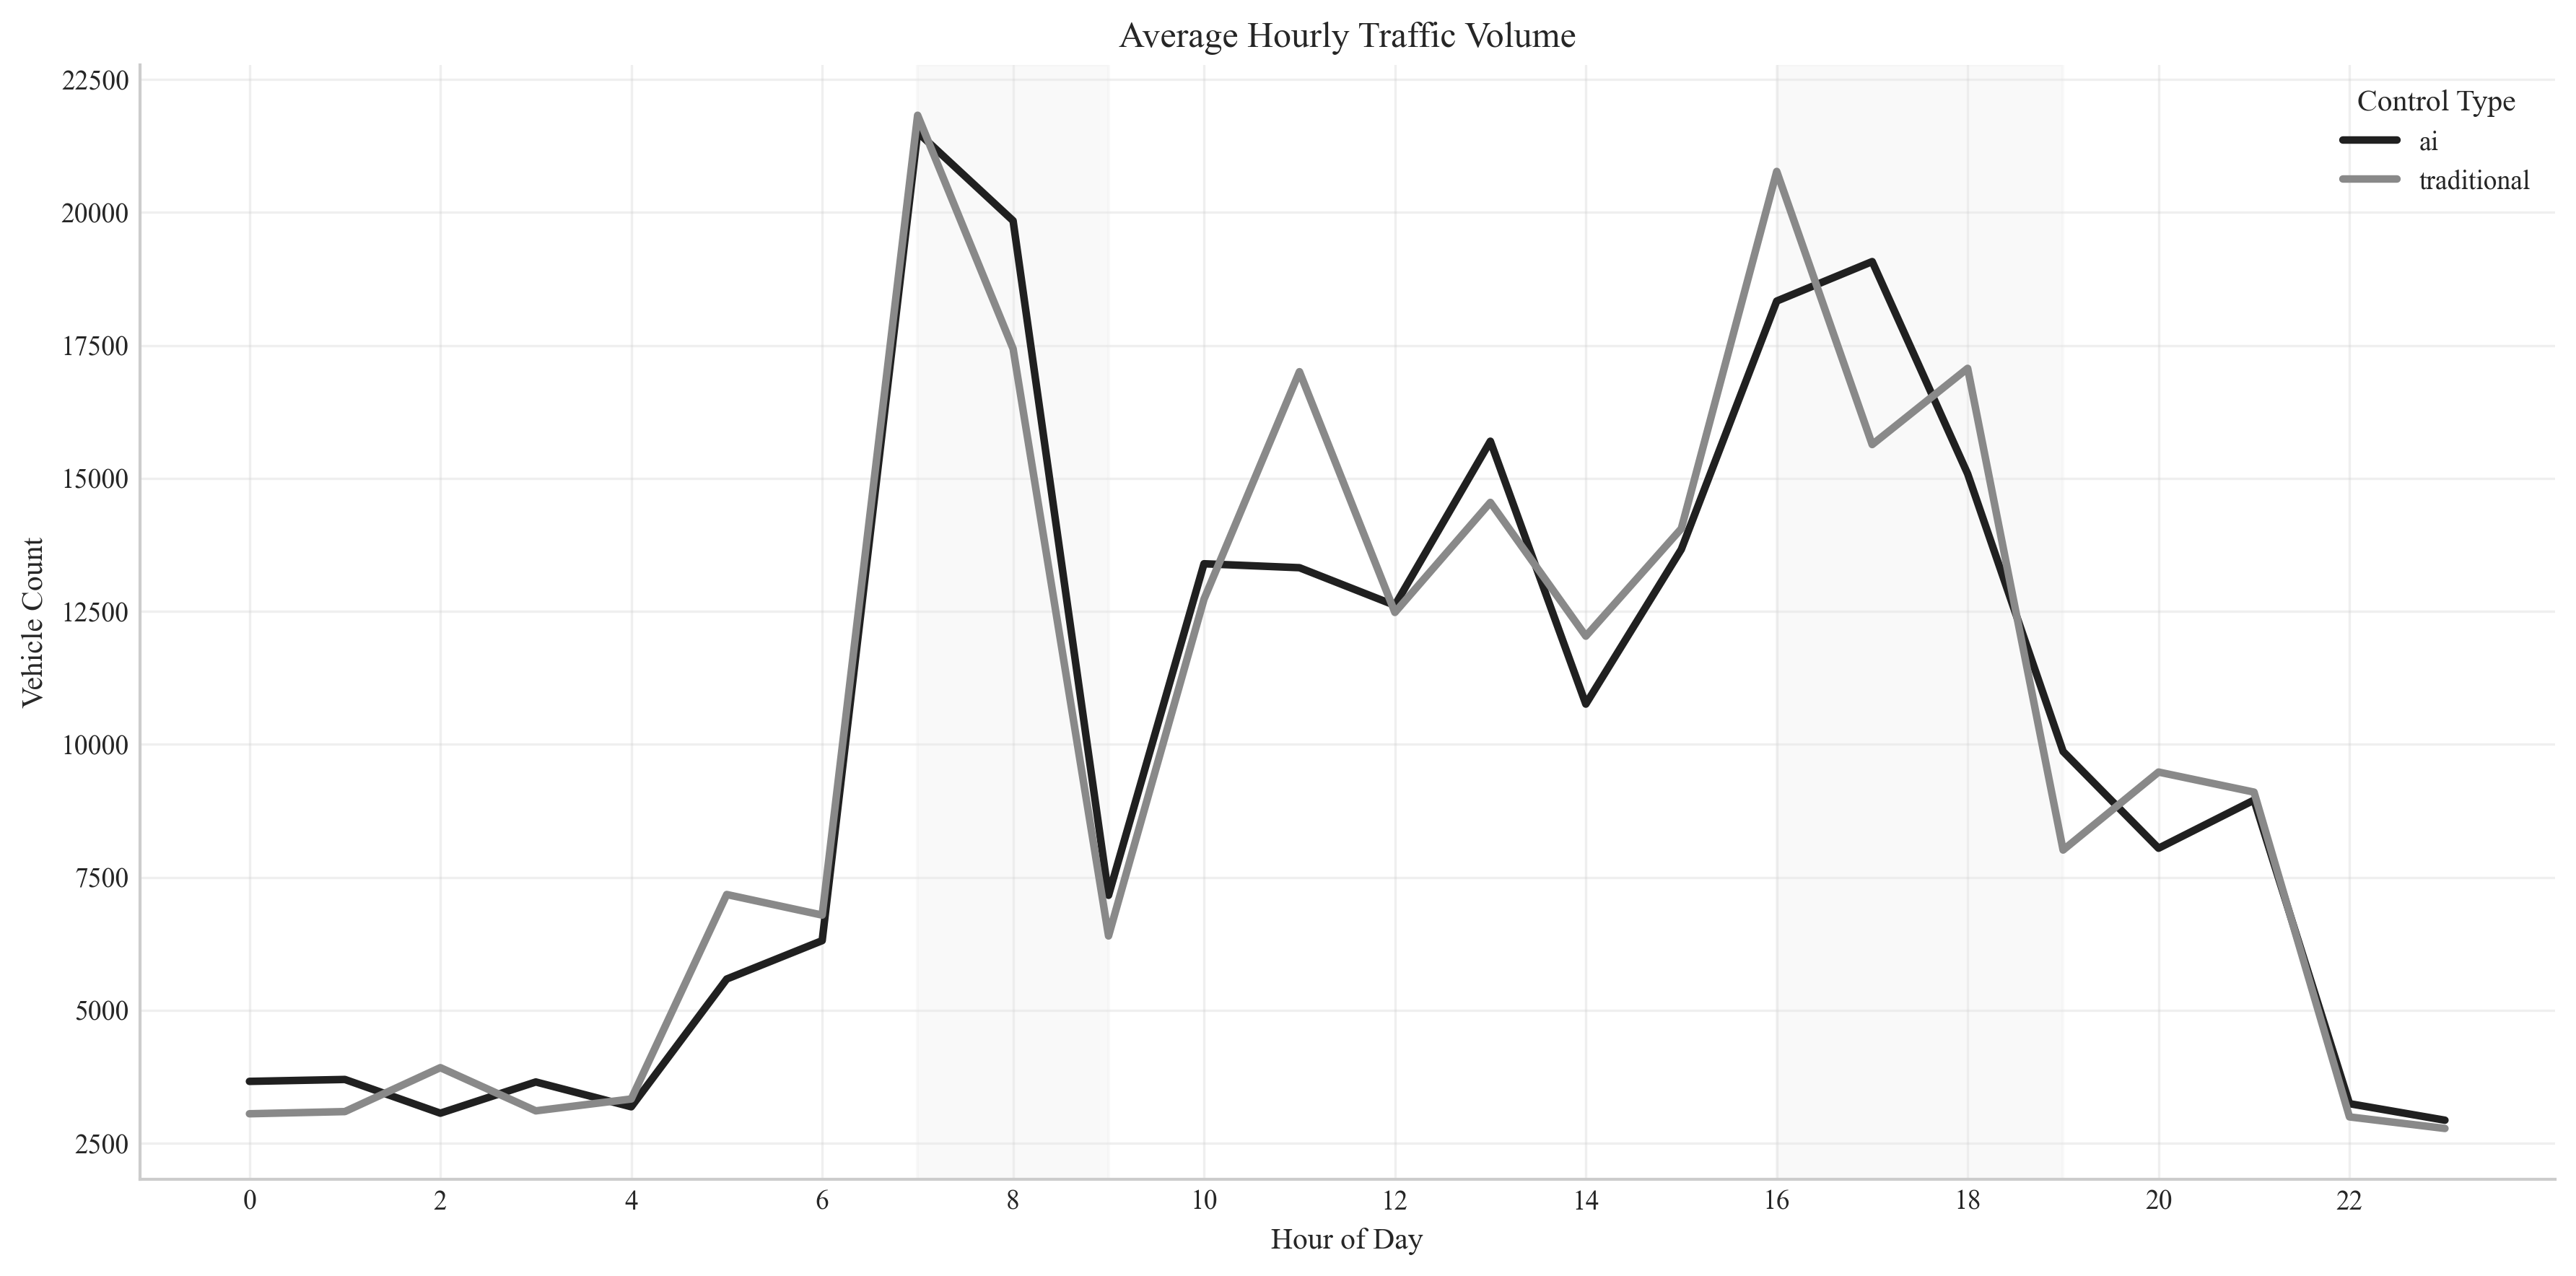 Average Hourly Traffic Volume
Control Type
ai
traditional
Vehicle Count
22500
20000
17500
15000
12500
10000
7500
5000
2500
0 2 4 6 8 10 12 14 16 18 20 22
Hour of Day